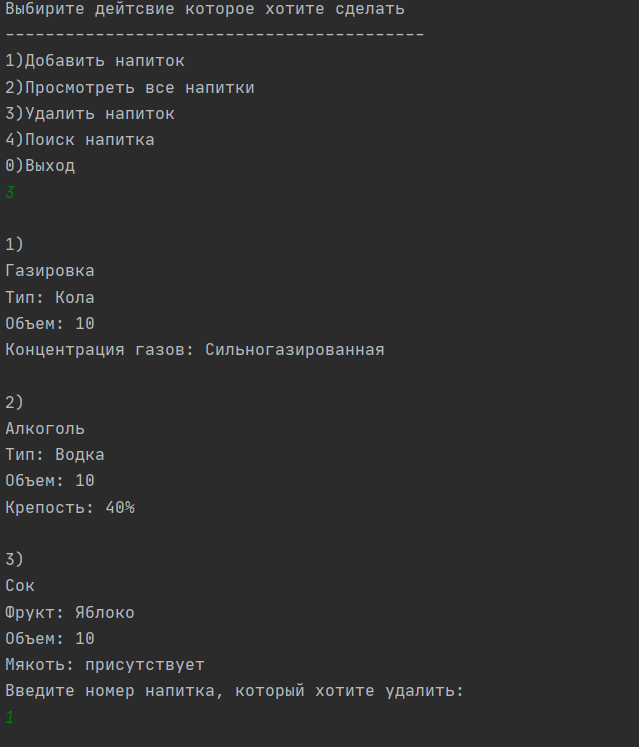 Выбирите дейтсвие которое хотите сделать
------------------------------------------
1)Добавить напиток
2)Просмотреть все напитки
3)Удалить напиток
4)Поиск напитка
0)Выход
3
1)
Газировка
Тип: Кола
Объем: 10
Концентрация газов: Сильногазированная
2)
Алкоголь
Тип: Водка
Объем: 10
Крепость: 40%
3)
Сок
Фрукт: Яблоко
Объем: 10
Мякоть: присутствует
Введите номер напитка, который хотите удалить:
1